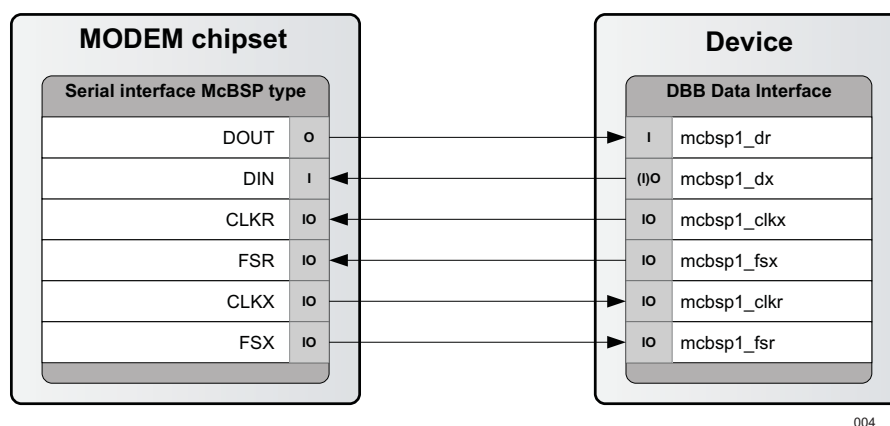 MODEM chipset
Device
Serial interface McBSP type
DBB Data Interface
DOUT O I mcbsp1_dr
DIN I (I)O mcbsp1_dx
CLKR IO IO mcbsp1_clkx
FSR IO IO mcbsp1_fsx
CLKX IO IO mcbsp1_clkr
FSX IO IO mcbsp1_fsr
004